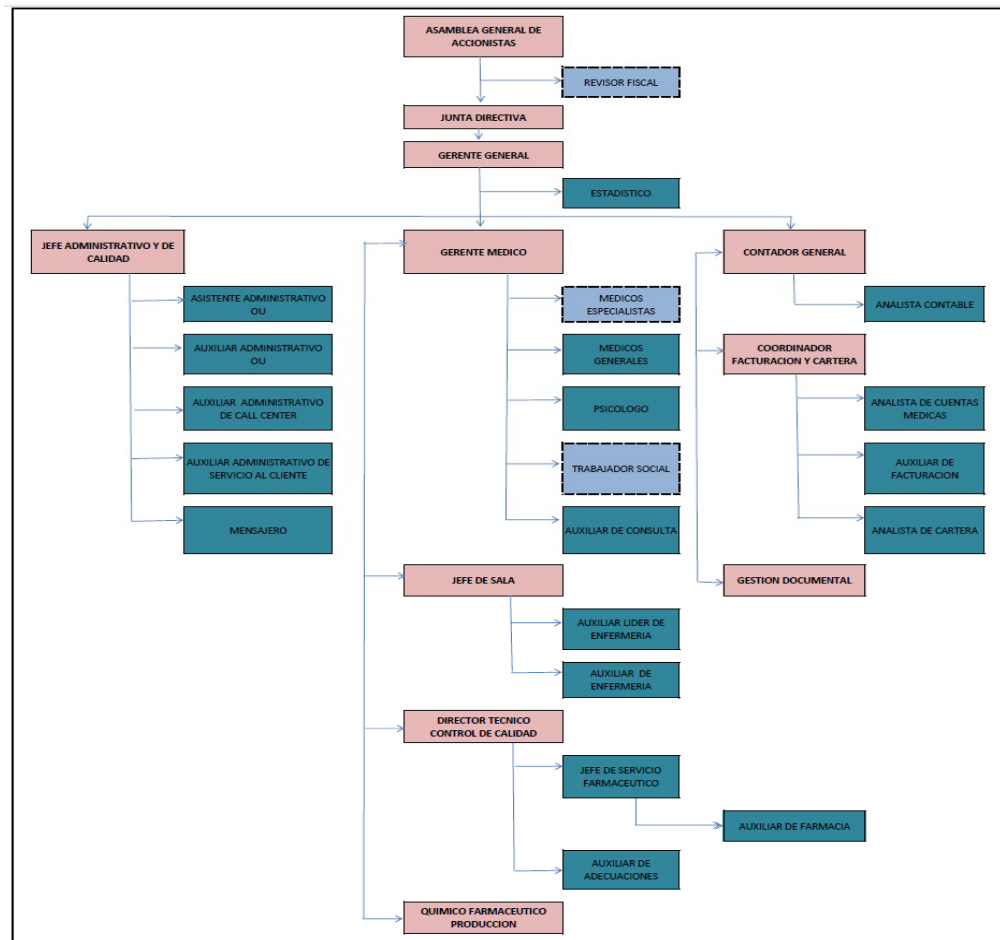 ASAMBLEA GENERAL DE
ACCIONISTAS
REVISOR FISCAL
JUNTA DIRECTIVA
GERENTE GENERAL
ESTADISTICO
JEFE ADMINISTRATIVO Y DE
CALIDAD
ASISTENTE ADMINISTRATIVO
OU
AUXILIAR ADMINISTRATIVO
OU
AUXILIAR ADMINISTRATIVO
DE CALL CENTER
AUXILIAR ADMINISTRATIVO DE
SERVICIO AL CLIENTE
MENSAJERO
GERENTE MEDICO
MEDICOS
ESPECIALISTAS
MEDICOS
GENERALES
PSICOLOGO
TRABAJADOR SOCIAL
AUXILIAR DE CONSULTA
JEFE DE SALA
AUXILIAR LIDER DE
ENFERMERIA
AUXILIAR DE
ENFERMERIA
DIRECTOR TECNICO
CONTROL DE CALIDAD
JEFE DE SERVICIO
FARMACEUTICO
AUXILIAR DE FARMACIA
AUXILIAR DE
ADECUACIONES
QUIMICO FARMACEUTICO
PRODUCCION
CONTADOR GENERAL
ANALISTA CONTABLE
COORDINADOR
FACTURACION Y CARTERA
ANALISTA DE CUENTAS
MEDICAS
AUXILIAR DE
FACTURACION
ANALISTA DE CARTERA
GESTION DOCUMENTAL